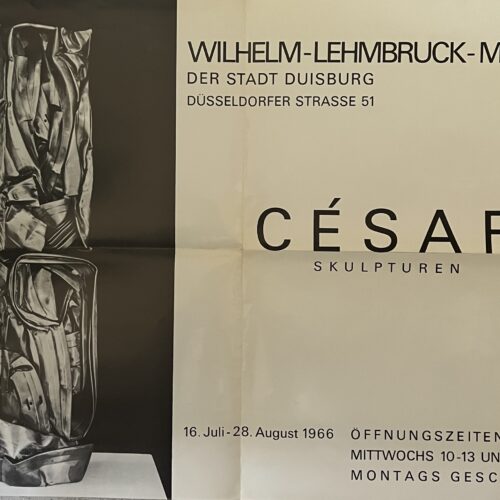 WILHELM-LEHMBRUCK-M
DER STADT DUISBURG
DÜSSELDORFER STRASSE 51
CÉSAR
SKULPTUREN
16. Juli-28. August 1966 ÖFFNUNGSZEITEN
MITTWOCHS 10-13 UN
MONTAGS GESC